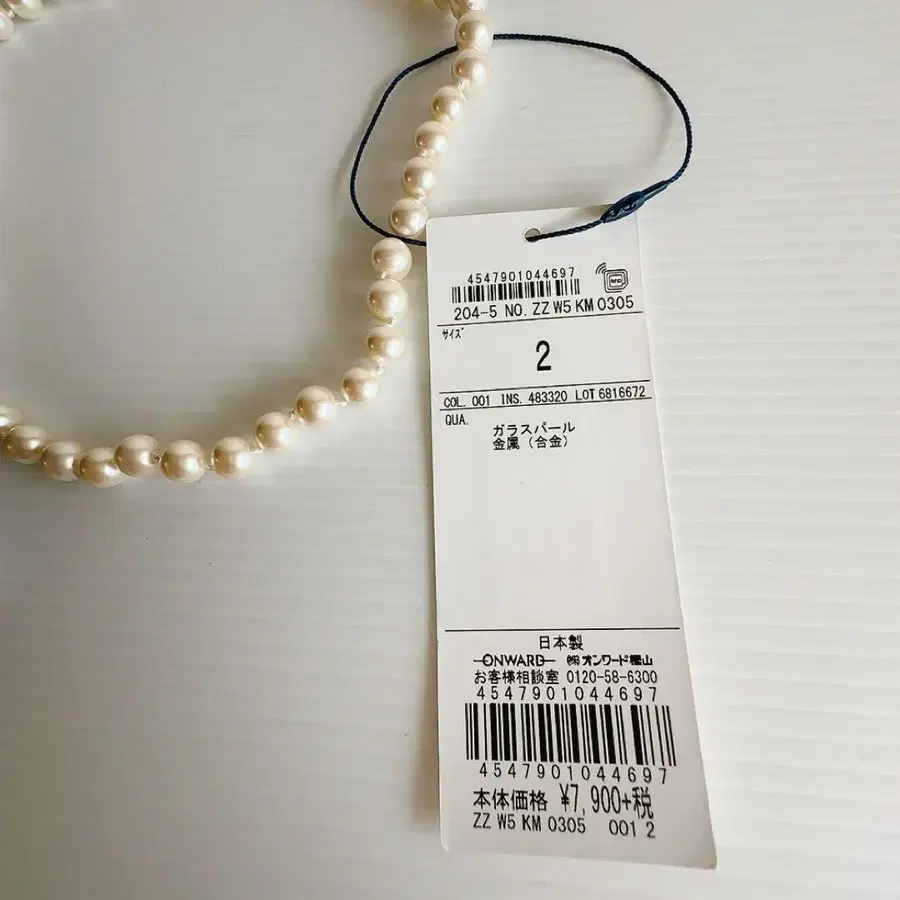 4547901044697
RFID
204-5 NO. ZZ W5 KM 0305
サイズ
2
COL. 001 INS. 483320 LOT 6816672
QUA.
ガラスパール
金属（合金）
日本製
ONWARD ㈱オンワード樫山
お客様相談室 0120-58-6300
4547901044697
4547901044697
本体価格 ¥7,900+税
ZZ W5 KM 0305 001 2